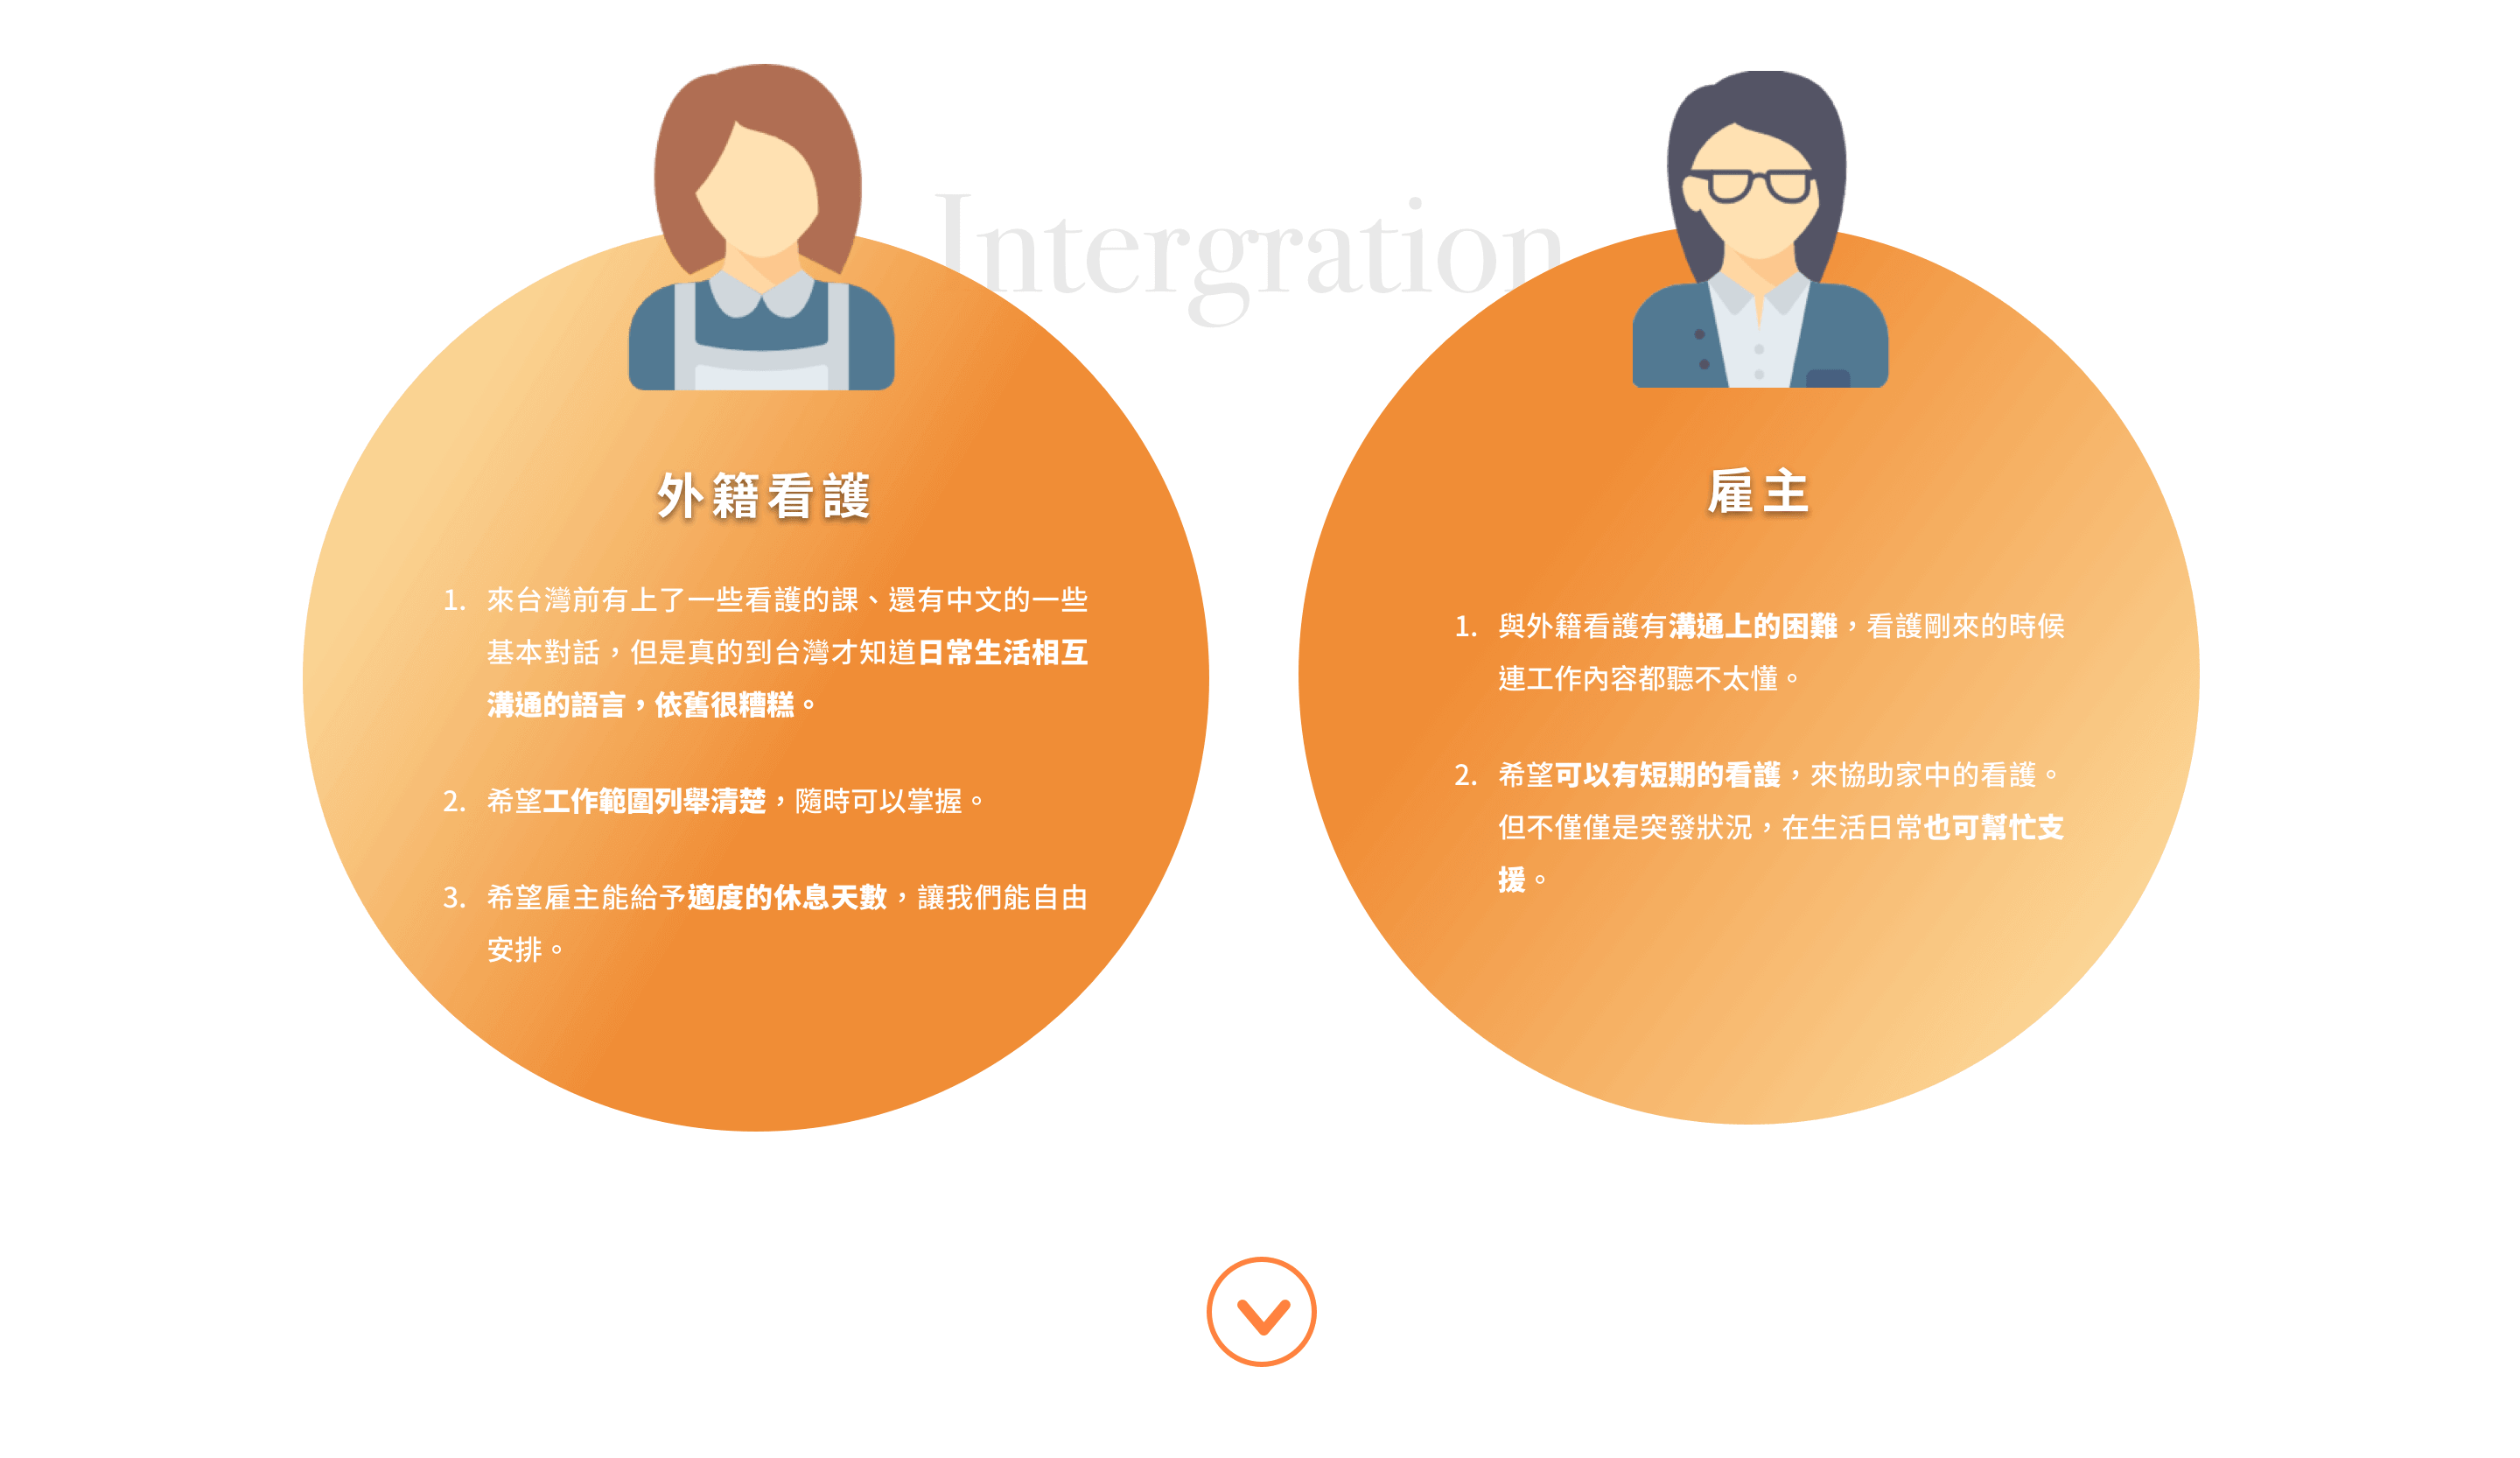 Intergration
外籍看護
1. 來台灣前有上了一些看護的課、還有中文的一些
基本對話，但是真的到台灣才知道日常生活相互
溝通的語言，依舊很糟糕。
2. 希望工作範圍列舉清楚，隨時可以掌握。
3. 希望雇主能給予適度的休息天數，讓我們能自由
安排。
雇主
1. 與外籍看護有溝通上的困難，看護剛來的時候
連工作內容都聽不太懂。
2. 希望可以有短期的看護，來協助家中的看護。
但不僅僅是突發狀況，在生活日常也可幫忙支
援。